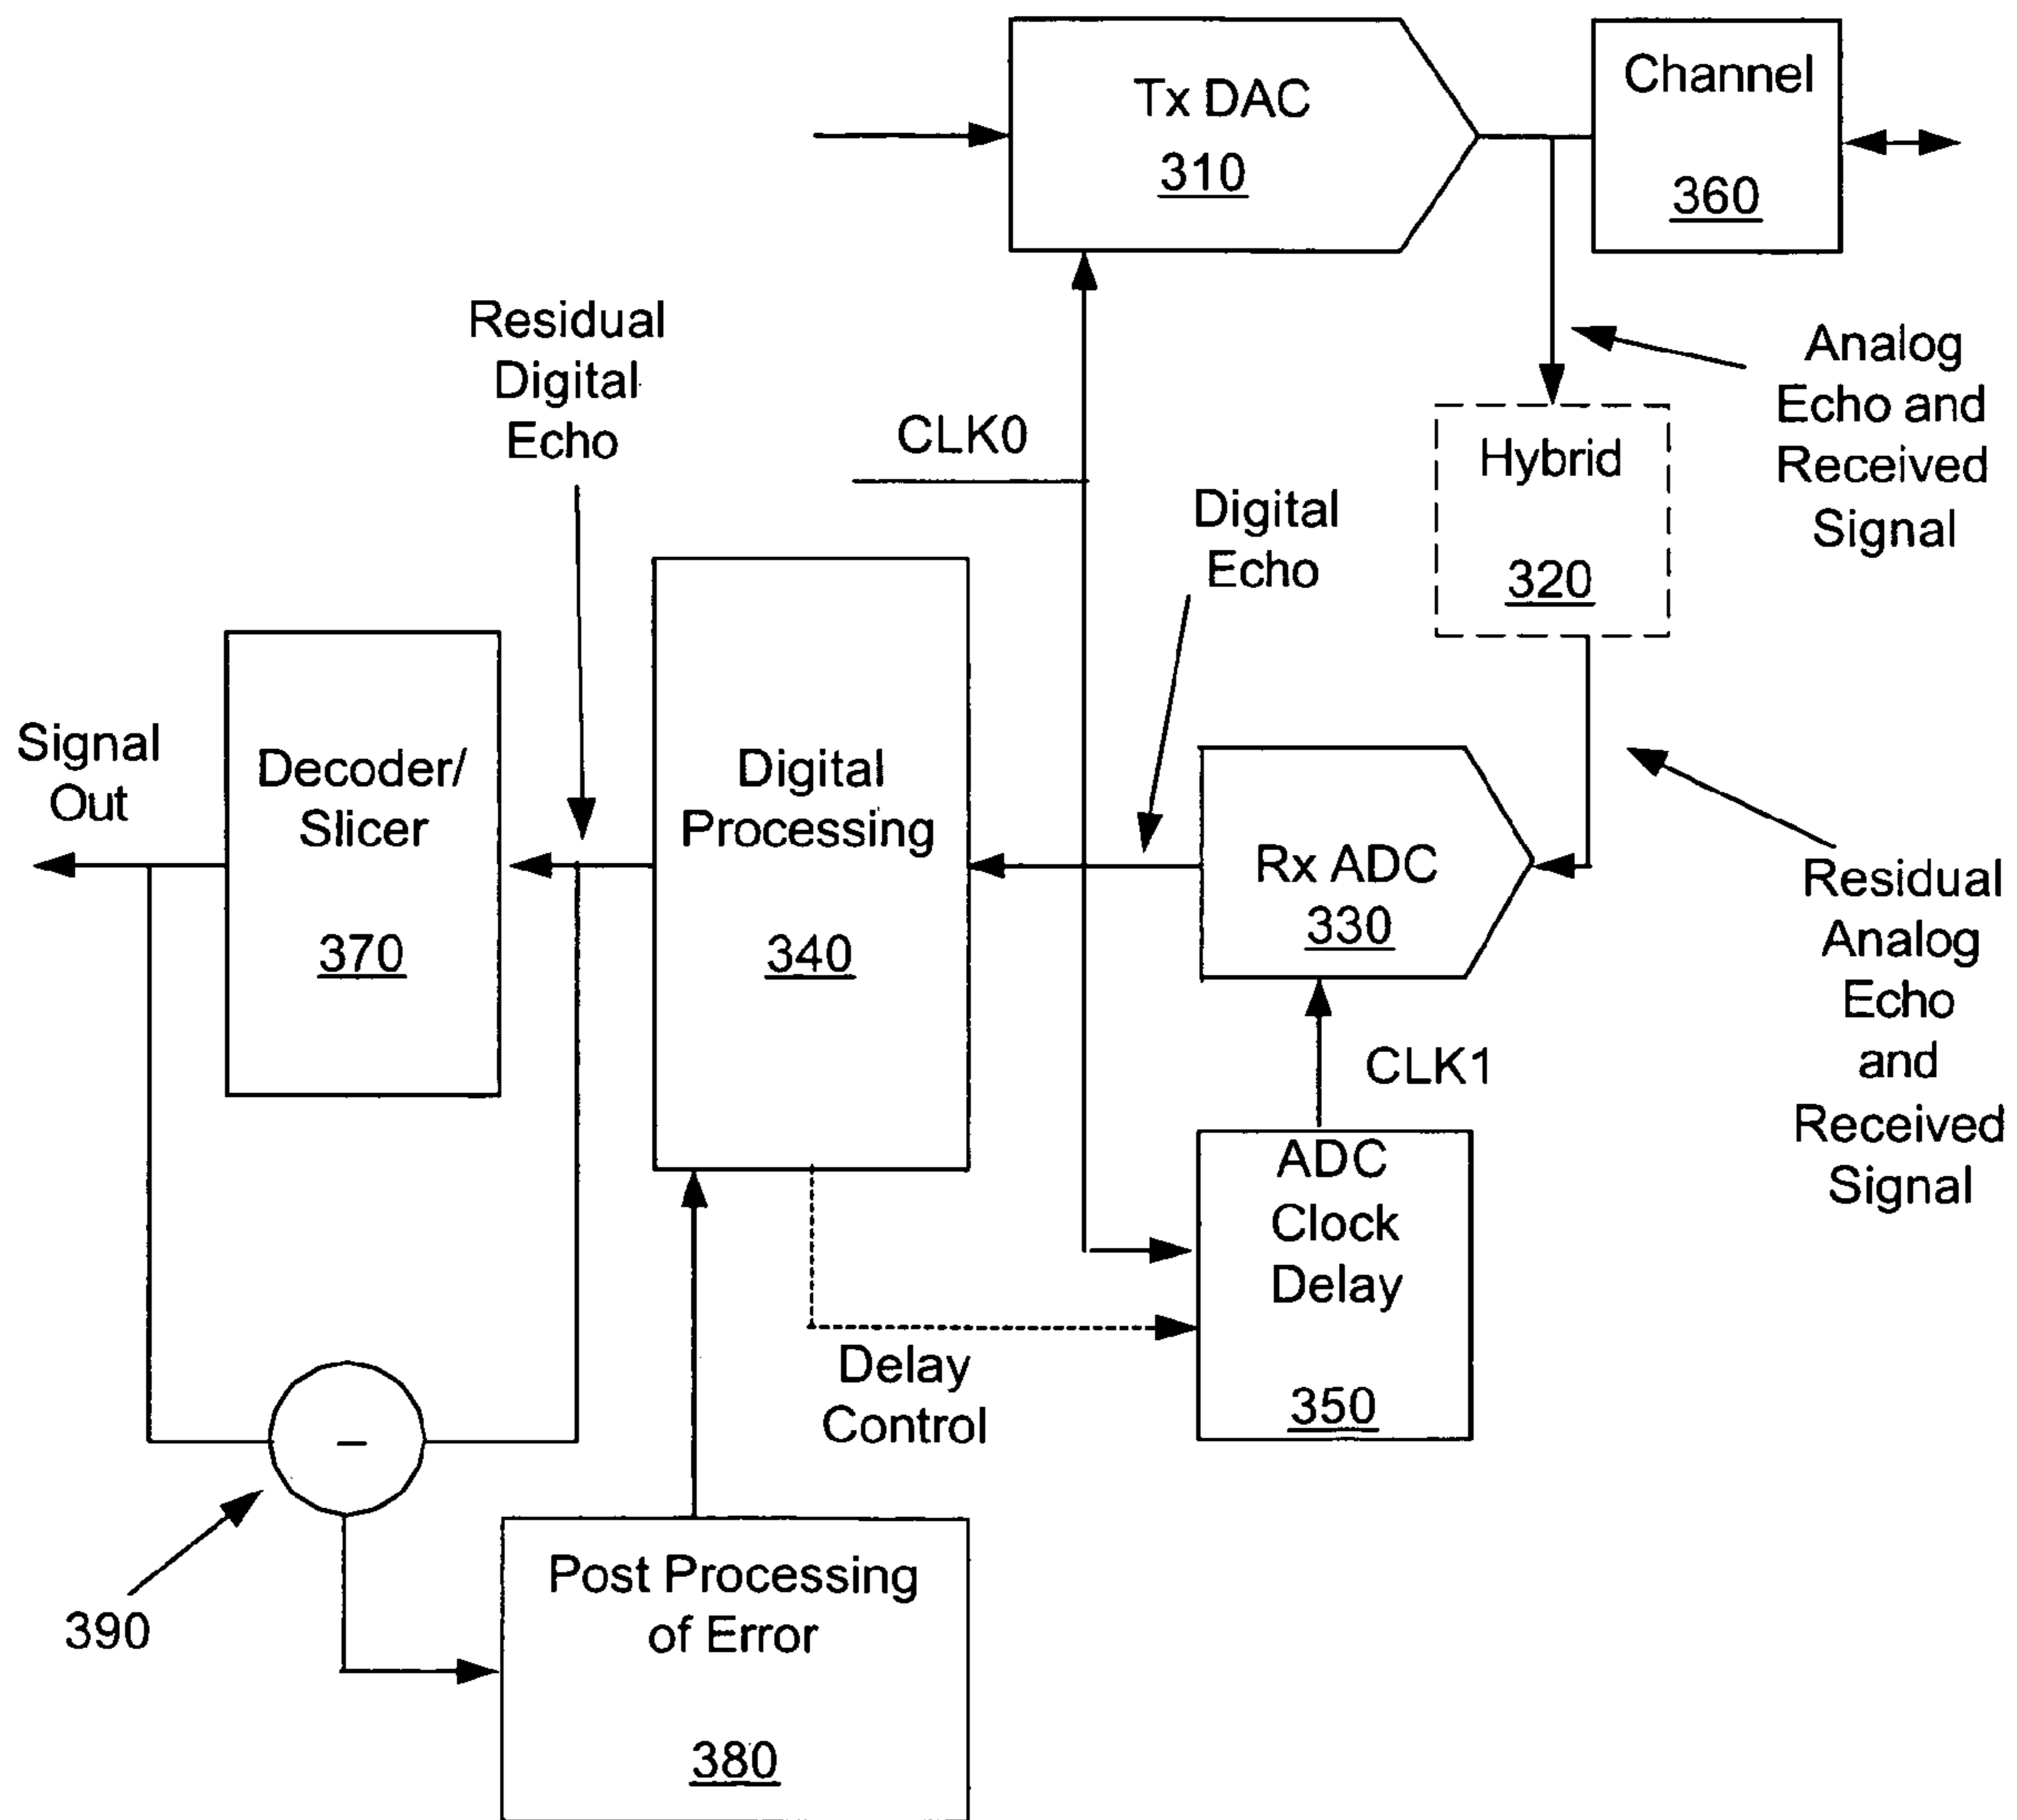 Tx DAC
310
Channel
360
Residual
Digital
Echo
Analog
Echo and
Received
Signal
CLK0
Hybrid
320
Digital
Echo
Signal
Out
Decoder/
Slicer
370
Digital
Processing
340
Rx ADC
330
Residual
Analog
Echo
and
Received
Signal
CLK1
ADC
Clock
Delay
350
Delay
Control
–
390
Post Processing
of Error
380